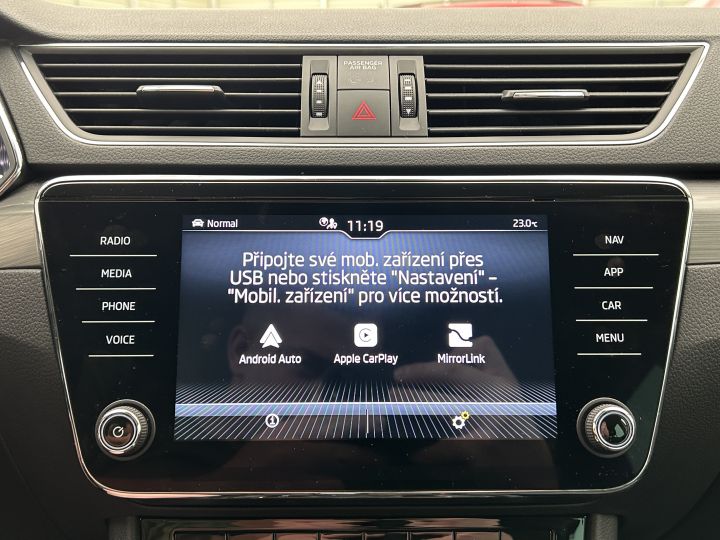 PASSENGER
AIR BAG
Normal
11:19
23.0°C
RADIO
MEDIA
PHONE
VOICE
Připojte své mob. zařízení přes
USB nebo stiskněte "Nastavení" –
"Mobil. zařízení" pro více možností.
Android Auto
Apple CarPlay
MirrorLink
NAV
APP
CAR
MENU